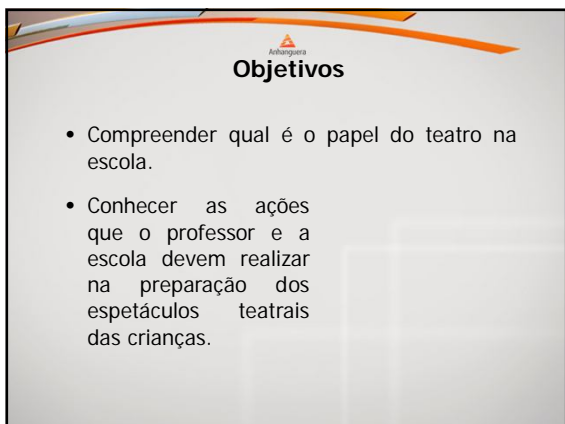 Anhanguera
Objetivos
• Compreender qual é o papel do teatro na
escola.
• Conhecer as ações
que o professor e a
escola devem realizar
na preparação dos
espetáculos teatrais
das crianças.